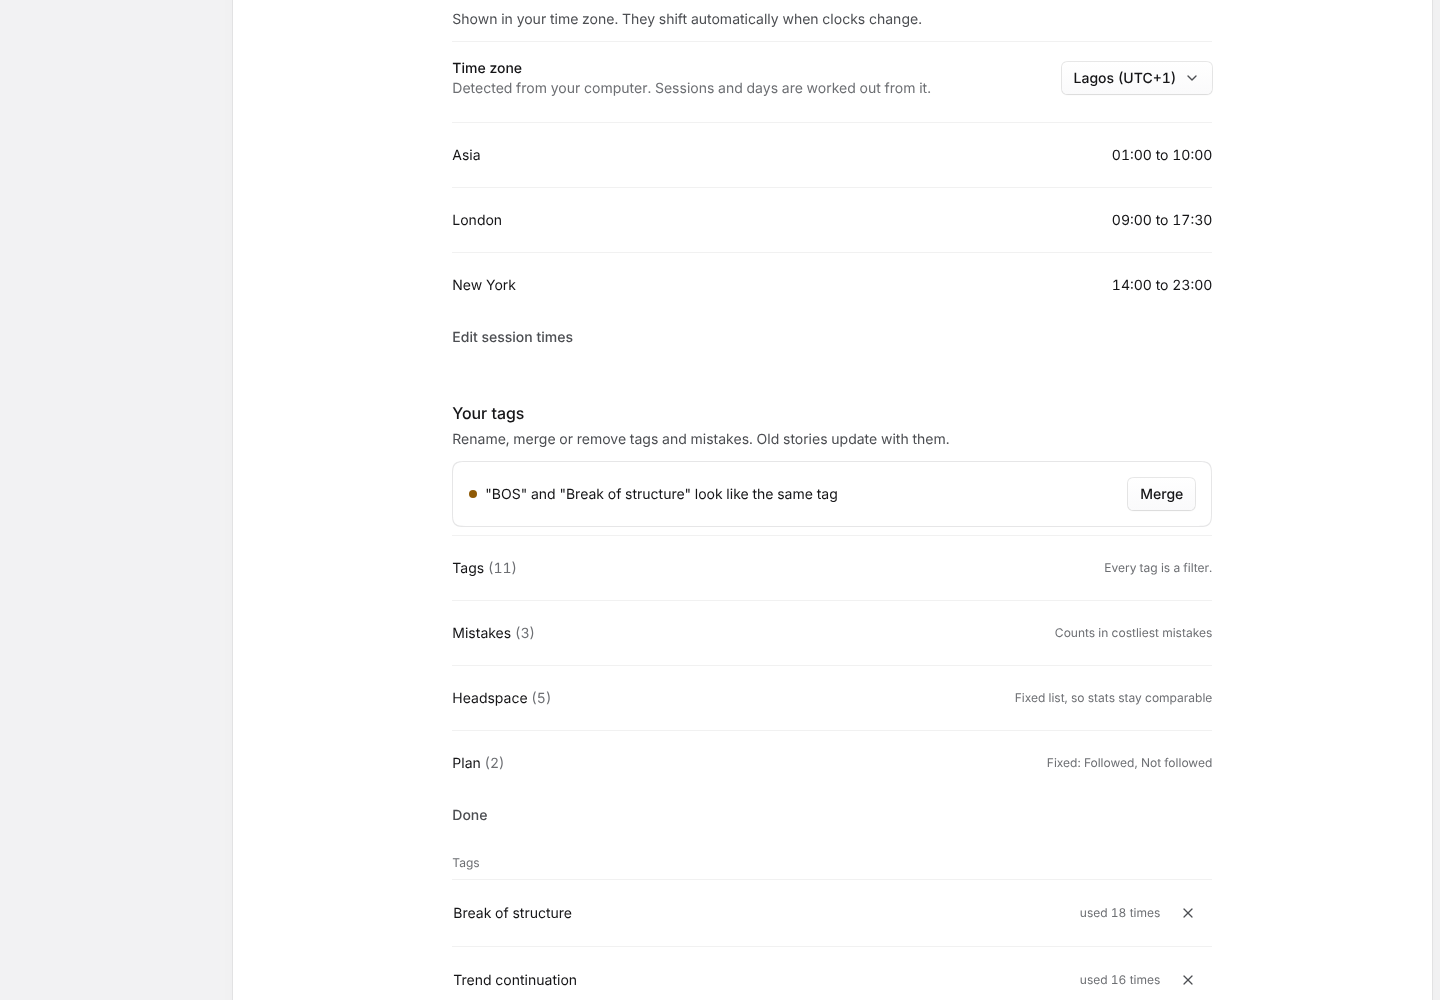 Shown in your time zone. They shift automatically when clocks change.
Time zone
Detected from your computer. Sessions and days are worked out from it.
Lagos (UTC+1)
Asia
01:00 to 10:00
London
09:00 to 17:30
New York
14:00 to 23:00
Edit session times
Your tags
Rename, merge or remove tags and mistakes. Old stories update with them.
"BOS" and "Break of structure" look like the same tag
Merge
Tags (11)
Every tag is a filter.
Mistakes (3)
Counts in costliest mistakes
Headspace (5)
Fixed list, so stats stay comparable
Plan (2)
Fixed: Followed, Not followed
Done
Tags
Break of structure
used 18 times
Trend continuation
used 16 times